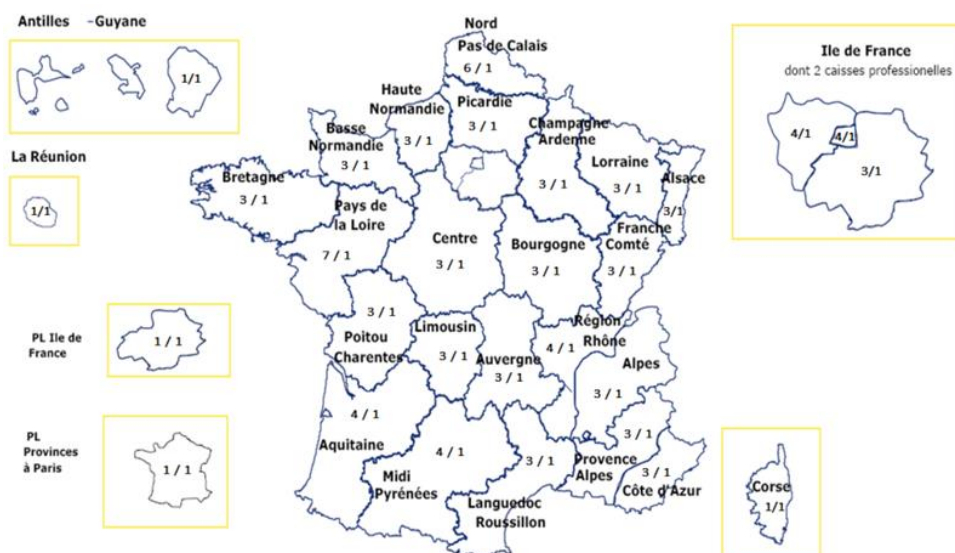 Antilles -Guyane
1/1
La Réunion
1/1
PL Ile de
France
1 / 1
PL
Provinces
à Paris
1 / 1
Nord
Pas de Calais
6 / 1
Haute
Normandie
3 / 1
Picardie
3 / 1
Basse
Normandie
3 / 1
Champagne
Ardenne
3 / 1
Lorraine
3 / 1
Alsace
3/1
Bretagne
3 / 1
Pays de
la Loire
7 / 1
Centre
3 / 1
Bourgogne
3 / 1
Franche
Comté
3 / 1
3 / 1
Poitou
Charentes
Limousin
3 / 1
Auvergne
3 / 1
Région
Rhône
4 / 1
Alpes
3 / 1
4 / 1
Aquitaine
4 / 1
Midi
Pyrénées
3 / 1
Languedoc
Roussillon
3 / 1
Provence
Alpes
3 / 1
Côte d'Azur
Ile de France
dont 2 caisses professionelles
4/1
4/1
3/1
Corse
1/1